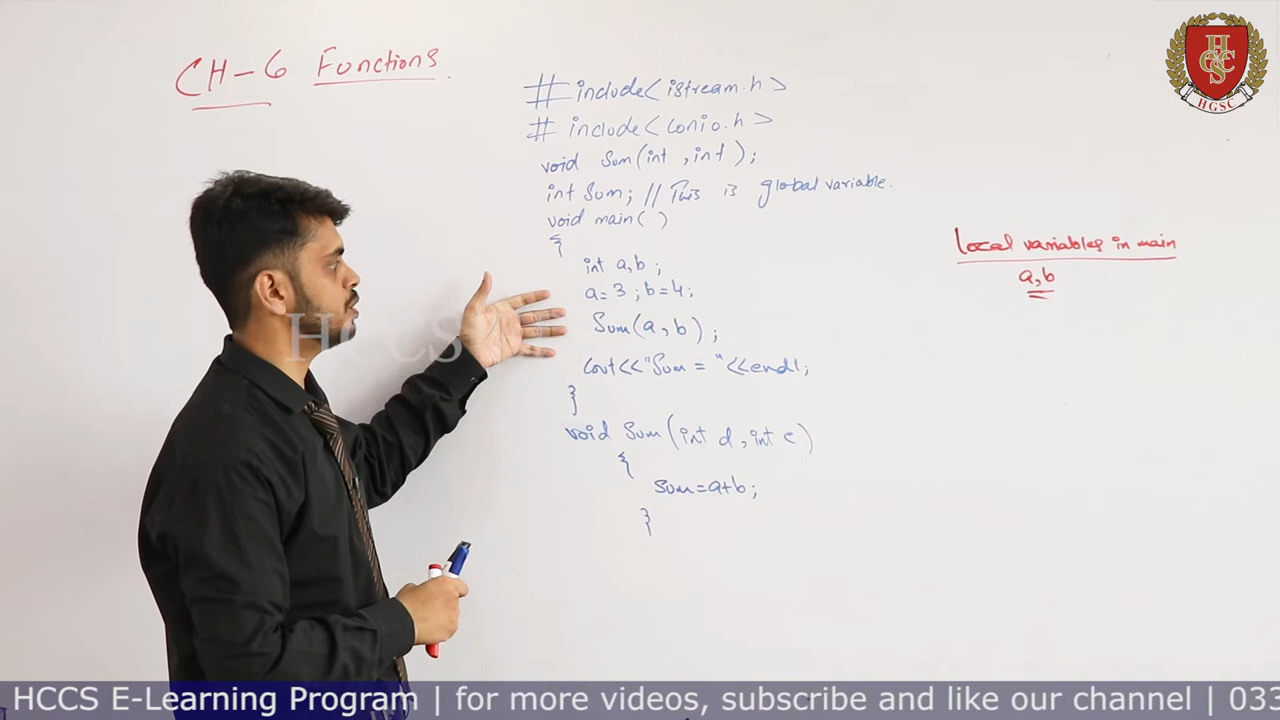 CH-6 Functions.
# include<istream.h>
# include<conio.h>
void Sum(int ,int);
int Sum; // This is global variable.
void main( )
{
int a,b;
a=3; b=4;
Sum(a,b);
Cout<<"Sum = "<<endl;
}
void Sum(int d,int c)
{
Sum=a+b;
}
Local variables in main
a,b
HGSC
HCCS
HCCS E-Learning Program | for more videos, subscribe and like our channel | 033